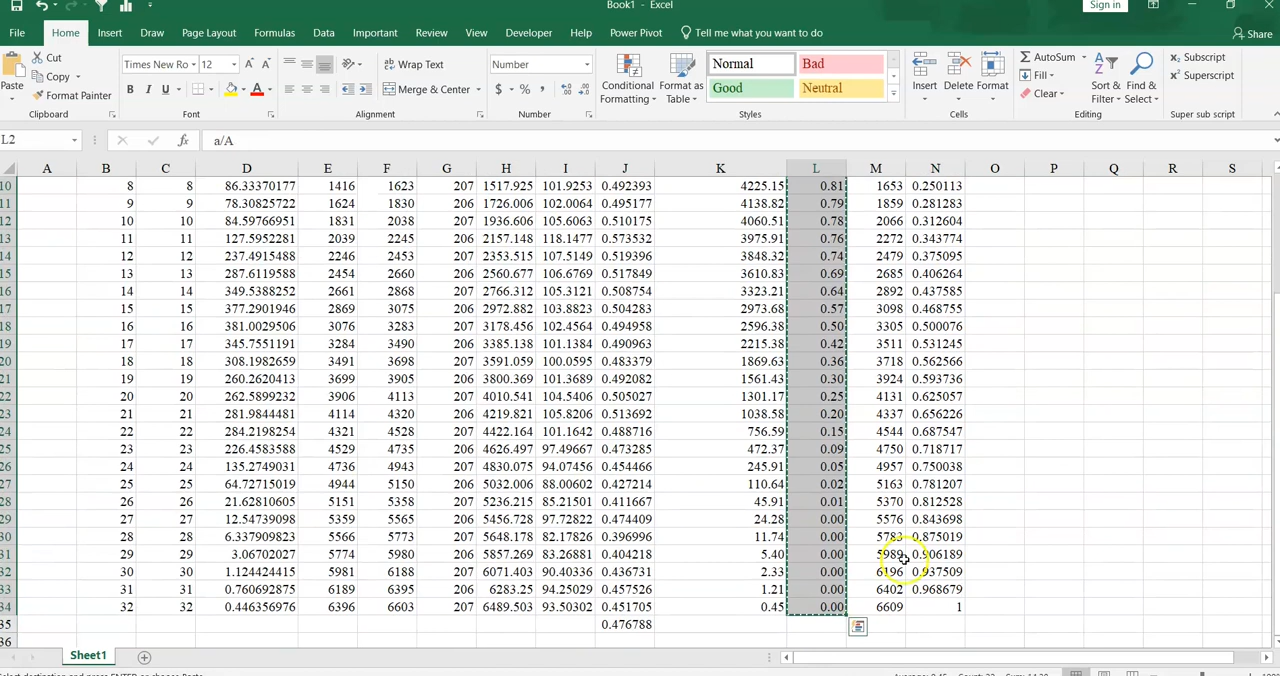 Book1 - Excel
Sign in
File Home Insert Draw Page Layout Formulas Data Important Review View Developer Help Power Pivot Tell me what you want to do Share
Cut
Copy
Format Painter
Paste
Clipboard
Times New Ro 12
B I U
Font
Wrap Text
Merge & Center
Alignment
Number
$ % ,
Number
Conditional Formatting
Format as Table
Normal Bad
Good Neutral
Styles
Insert Delete Format
Cells
AutoSum
Fill
Clear
Sort & Filter
Find & Select
Editing
Subscript
Superscript
Super sub script
L2 fx a/A
A B C D E F G H I J K L M N O P Q R S
10 8 8 86.33370177 1416 1623 207 1517.925 101.9253 0.492393 4225.15 0.81 1653 0.250113
11 9 9 78.30825722 1624 1830 206 1726.006 102.0064 0.495177 4138.82 0.79 1859 0.281283
12 10 10 84.59766951 1831 2038 207 1936.606 105.6063 0.510175 4060.51 0.78 2066 0.312604
13 11 11 127.5952281 2039 2245 206 2157.148 118.1477 0.573532 3975.91 0.76 2272 0.343774
14 12 12 237.4915488 2246 2453 207 2353.515 107.5149 0.519396 3848.32 0.74 2479 0.375095
15 13 13 287.6119588 2454 2660 206 2560.677 106.6769 0.517849 3610.83 0.69 2685 0.406264
16 14 14 349.5388252 2661 2868 207 2766.312 105.3121 0.508754 3323.21 0.64 2892 0.437585
17 15 15 377.2901946 2869 3075 206 2972.882 103.8823 0.504283 2973.68 0.57 3098 0.468755
18 16 16 381.0029506 3076 3283 207 3178.456 102.4564 0.494958 2596.38 0.50 3305 0.500076
19 17 17 345.7551191 3284 3490 206 3385.138 101.1384 0.490963 2215.38 0.42 3511 0.531245
20 18 18 308.1982659 3491 3698 207 3591.059 100.0595 0.483379 1869.63 0.36 3718 0.562566
21 19 19 260.2620413 3699 3905 206 3800.369 101.3689 0.492082 1561.43 0.30 3924 0.593736
22 20 20 262.5899232 3906 4113 207 4010.541 104.5406 0.505027 1301.17 0.25 4131 0.625057
23 21 21 281.9844481 4114 4320 206 4219.821 105.8206 0.513692 1038.58 0.20 4337 0.656226
24 22 22 284.2198254 4321 4528 207 4422.164 101.1642 0.488716 756.59 0.15 4544 0.687547
25 23 23 226.4583588 4529 4735 206 4626.497 97.49667 0.473285 472.37 0.09 4750 0.718717
26 24 24 135.2749031 4736 4943 207 4830.075 94.07456 0.454466 245.91 0.05 4957 0.750038
27 25 25 64.72715019 4944 5150 206 5032.006 88.00602 0.427214 110.64 0.02 5163 0.781207
28 26 26 21.62810605 5151 5358 207 5236.215 85.21501 0.411667 45.91 0.01 5370 0.812528
29 27 27 12.54739098 5359 5565 206 5456.728 97.72822 0.474409 24.28 0.00 5576 0.843698
30 28 28 6.337909803 5566 5773 207 5648.178 82.17826 0.396996 11.74 0.00 5783 0.875019
31 29 29 3.06702027 5774 5980 206 5857.269 83.26881 0.404218 5.40 0.00 5989 0.906189
32 30 30 1.124424415 5981 6188 207 6071.403 90.40336 0.436731 2.33 0.00 6196 0.937509
33 31 31 0.760692875 6189 6395 206 6283.25 94.25029 0.457526 1.21 0.00 6402 0.968679
34 32 32 0.446356976 6396 6603 207 6489.503 93.50302 0.451705 0.45 0.00 6609 1
35 0.476788
36
Sheet1